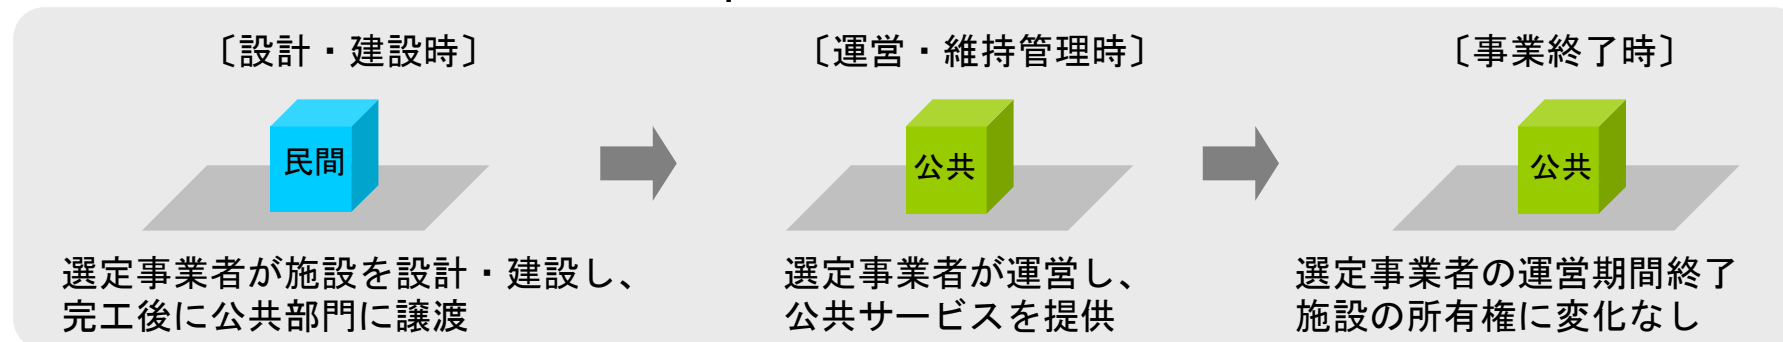 〔設計・建設時〕
〔運営・維持管理時〕
〔事業終了時〕
民間
公共
公共
選定事業者が施設を設計・建設し、
完工後に公共部門に譲渡
選定事業者が運営し、
公共サービスを提供
選定事業者の運営期間終了
施設の所有権に変化なし